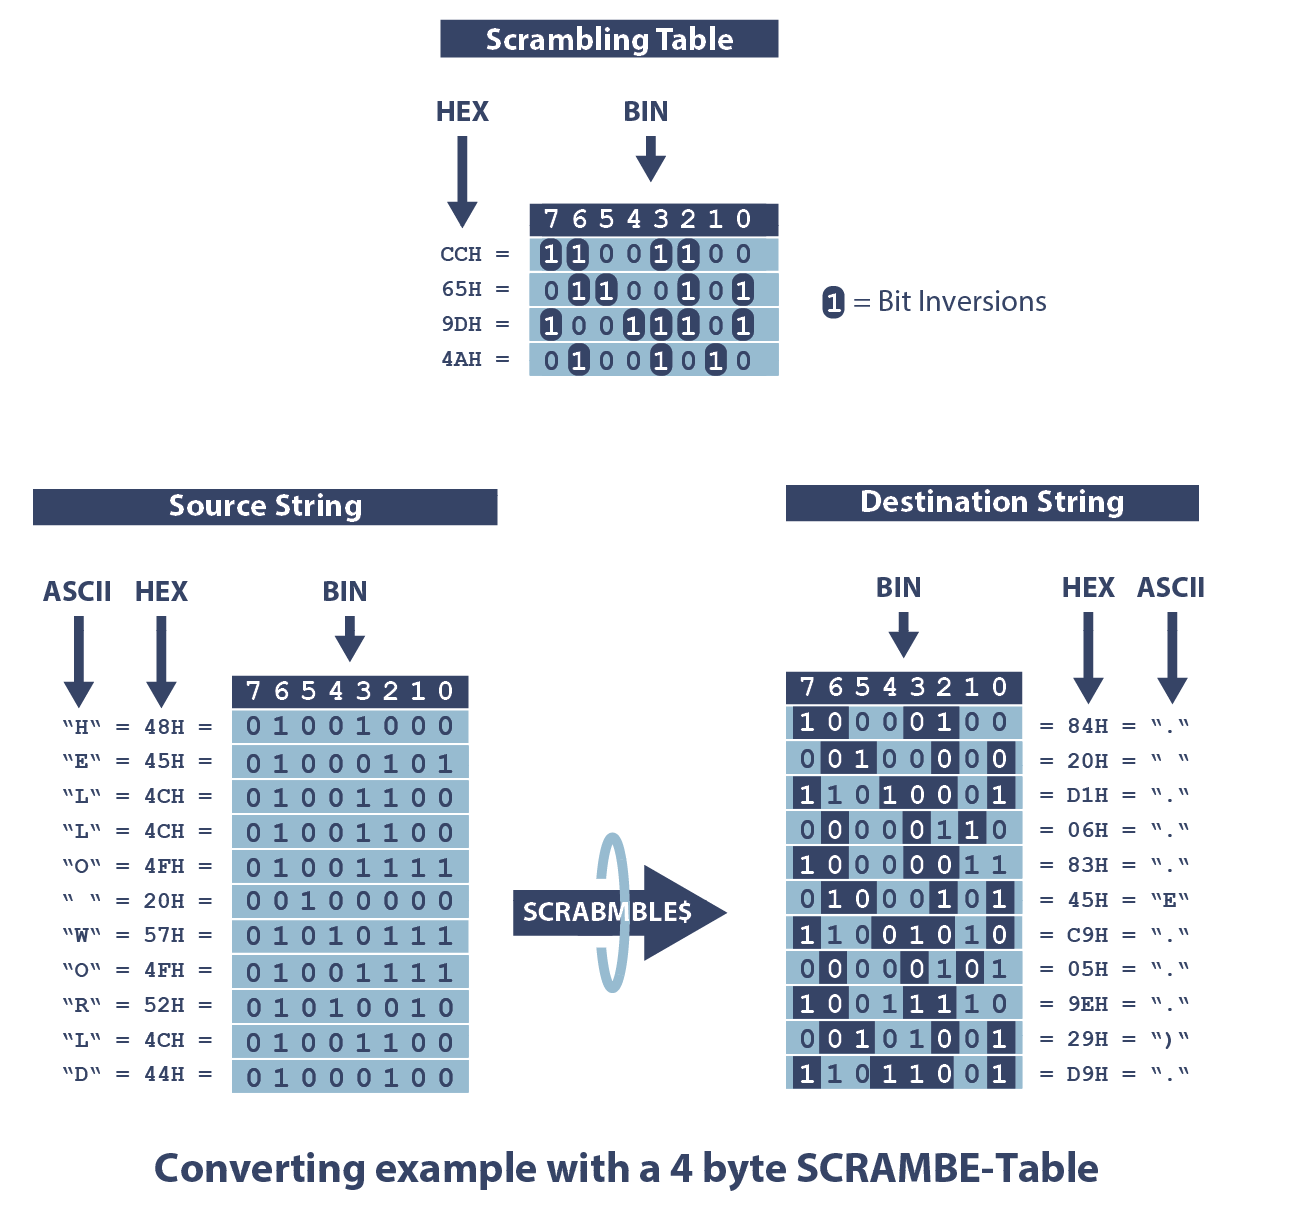 Scrambling Table
HEX BIN
7 6 5 4 3 2 1 0
CCH = 1 1 0 0 1 1 0 0
65H = 0 1 1 0 0 1 0 1
1 = Bit Inversions
9DH = 1 0 0 1 1 1 0 1
4AH = 0 1 0 0 1 0 1 0
Source String
ASCII HEX BIN
7 6 5 4 3 2 1 0
“H“ = 48H = 0 1 0 0 1 0 0 0
“E“ = 45H = 0 1 0 0 0 1 0 1
“L“ = 4CH = 0 1 0 0 1 1 0 0
“L“ = 4CH = 0 1 0 0 1 1 0 0
“O“ = 4FH = 0 1 0 0 1 1 1 1
“ “ = 20H = 0 0 1 0 0 0 0 0
“W“ = 57H = 0 1 0 1 0 1 1 1
“O“ = 4FH = 0 1 0 0 1 1 1 1
“R“ = 52H = 0 1 0 1 0 0 1 0
“L“ = 4CH = 0 1 0 0 1 1 0 0
“D“ = 44H = 0 1 0 0 0 1 0 0
SCRABMBLE$
Destination String
BIN HEX ASCII
7 6 5 4 3 2 1 0
1 0 0 0 0 1 0 0 = 84H = “.“
0 0 1 0 0 0 0 0 = 20H = “ “
1 1 0 1 0 0 0 1 = D1H = “.“
0 0 0 0 0 1 1 0 = 06H = “.“
1 0 0 0 0 0 1 1 = 83H = “.“
0 1 0 0 0 1 0 1 = 45H = “E“
1 1 0 0 1 0 1 0 = C9H = “.“
0 0 0 0 0 1 0 1 = 05H = “.“
1 0 0 1 1 1 1 0 = 9EH = “.“
0 0 1 0 1 0 0 1 = 29H = “)“
1 1 0 1 1 0 0 1 = D9H = “.“
Converting example with a 4 byte SCRAMBE-Table